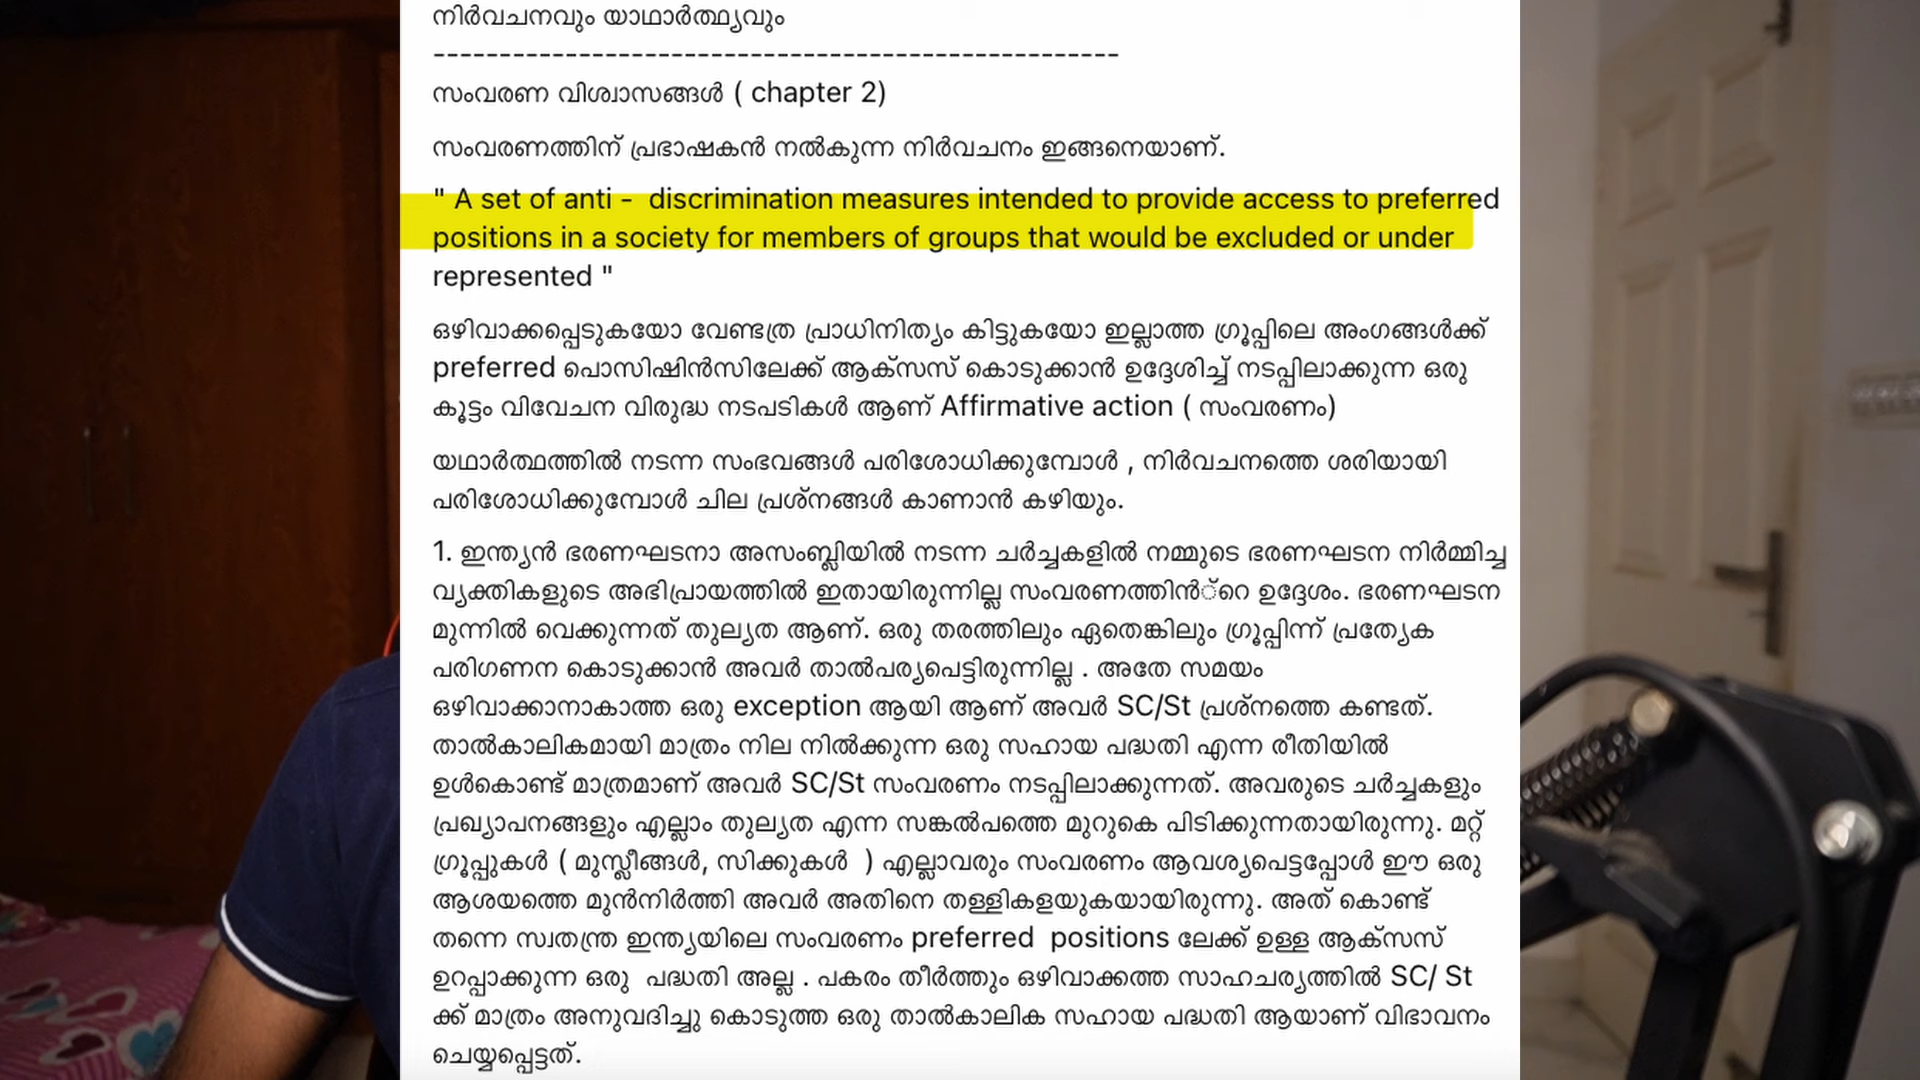 നിർവചനവും യാഥാർത്ഥ്യവും
----------------------------------------------------
സംവരണ വിശ്വാസങ്ങൾ ( chapter 2)
സംവരണത്തിന് പ്രഭാഷകൻ നൽകുന്ന നിർവചനം ഇങ്ങനെയാണ്.
" A set of anti -  discrimination measures intended to provide access to preferred
positions in a society for members of groups that would be excluded or under
represented "
ഒഴിവാക്കപ്പെടുകയോ വേണ്ടത്ര പ്രാധിനിത്യം കിട്ടുകയോ ഇല്ലാത്ത ഗ്രൂപ്പിലെ അംഗങ്ങൾക്ക്
preferred പൊസിഷിൻസിലേക്ക് ആക്സസ് കൊടുക്കാൻ ഉദ്ദേശിച്ച് നടപ്പിലാക്കുന്ന ഒരു
കൂട്ടം വിവേചന വിരുദ്ധ നടപടികൾ ആണ് Affirmative action ( സംവരണം)
യഥാർത്ഥത്തിൽ നടന്ന സംഭവങ്ങൾ പരിശോധിക്കുമ്പോൾ , നിർവചനത്തെ ശരിയായി
പരിശോധിക്കുമ്പോൾ ചില പ്രശ്നങ്ങൾ കാണാൻ കഴിയും.
1. ഇന്ത്യൻ ഭരണഘടനാ അസംബ്ലിയിൽ നടന്ന ചർച്ചകളിൽ നമ്മുടെ ഭരണഘടന നിർമ്മിച്ച
വ്യക്തികളുടെ അഭിപ്രായത്തിൽ ഇതായിരുന്നില്ല സംവരണത്തിൻ്റെ ഉദ്ദേശം. ഭരണഘടന
മുന്നിൽ വെക്കുന്നത് തുല്യത ആണ്. ഒരു തരത്തിലും ഏതെങ്കിലും ഗ്രൂപ്പിന്ന് പ്രത്യേക
പരിഗണന കൊടുക്കാൻ അവർ താൽപര്യപെട്ടിരുന്നില്ല . അതേ സമയം
ഒഴിവാക്കാനാകാത്ത ഒരു exception ആയി ആണ് അവർ SC/St പ്രശ്നത്തെ കണ്ടത്.
താൽകാലികമായി മാത്രം നില നിൽക്കുന്ന ഒരു സഹായ പദ്ധതി എന്ന രീതിയിൽ
ഉൾകൊണ്ട് മാത്രമാണ് അവർ SC/St സംവരണം നടപ്പിലാക്കുന്നത്. അവരുടെ ചർച്ചകളും
പ്രഖ്യാപനങ്ങളും എല്ലാം തുല്യത എന്ന സങ്കൽപത്തെ മുറുകെ പിടിക്കുന്നതായിരുന്നു. മറ്റ്
ഗ്രൂപ്പുകൾ ( മുസ്ലീങ്ങൾ, സിക്കുകൾ  ) എല്ലാവരും സംവരണം ആവശ്യപെട്ടപ്പോൾ ഈ ഒരു
ആശയത്തെ മുൻനിർത്തി അവർ അതിനെ തള്ളികളയുകയായിരുന്നു. അത് കൊണ്ട്
തന്നെ സ്വതന്ത്ര ഇന്ത്യയിലെ സംവരണം preferred  positions ലേക്ക് ഉള്ള ആക്സസ്
ഉറപ്പാക്കുന്ന ഒരു  പദ്ധതി അല്ല . പകരം തീർത്തും ഒഴിവാക്കത്ത സാഹചര്യത്തിൽ SC/ St
ക്ക് മാത്രം അനുവദിച്ചു കൊടുത്ത ഒരു താൽകാലിക സഹായ പദ്ധതി ആയാണ് വിഭാവനം
ചെയ്യപ്പെട്ടത്.